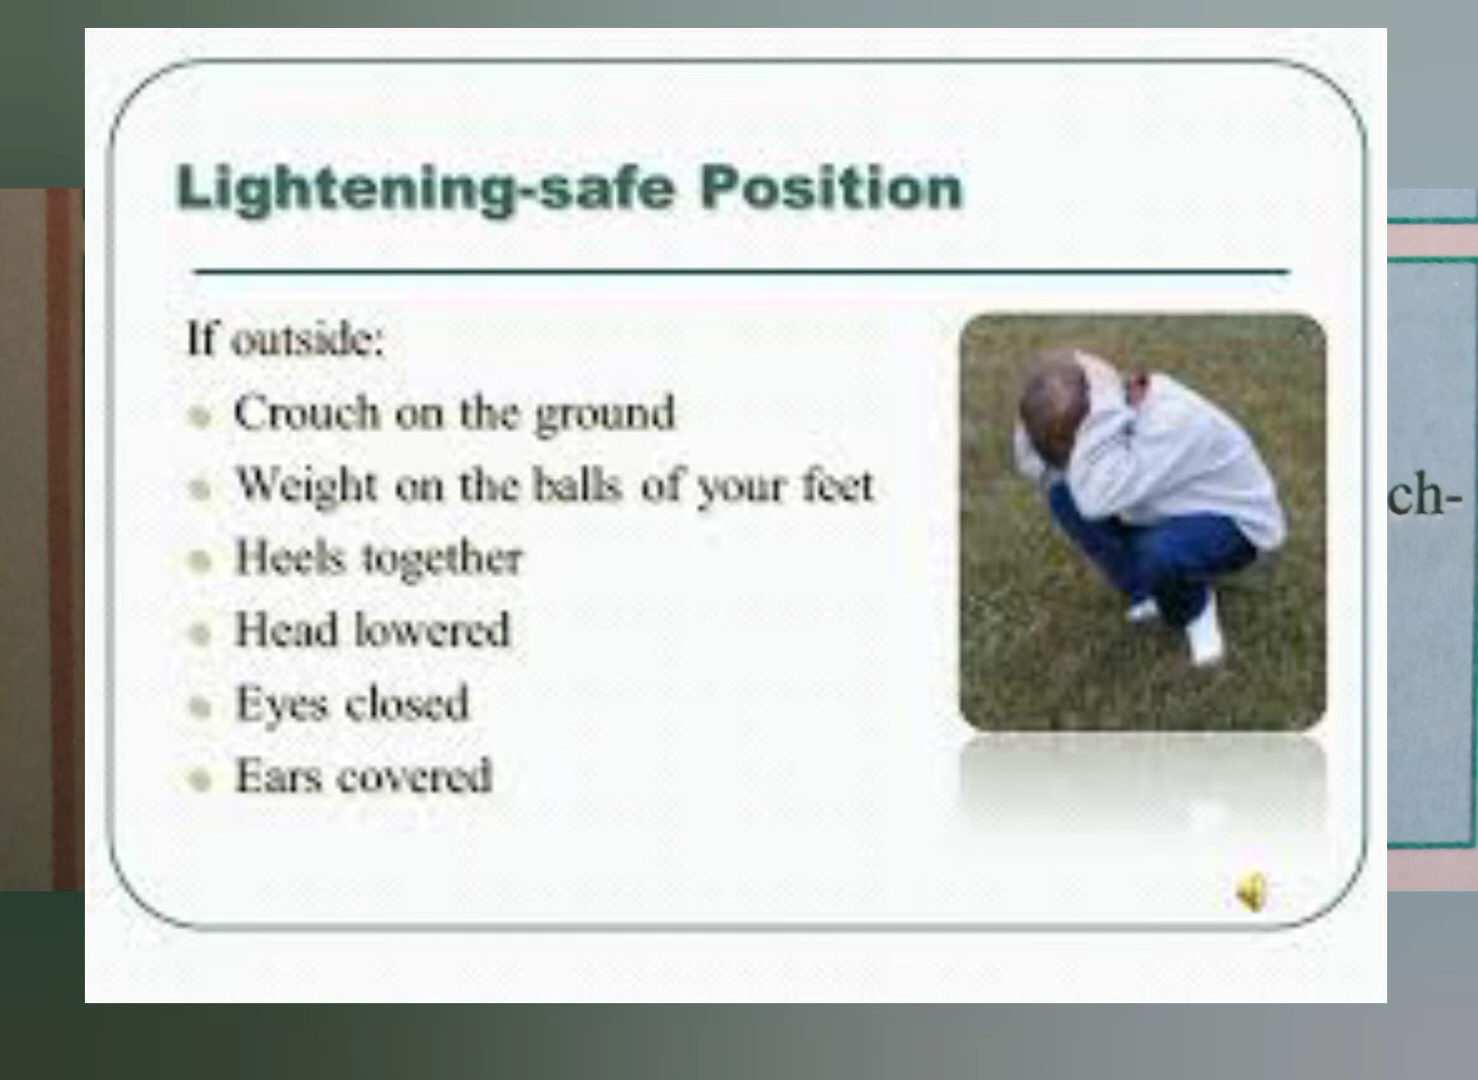 Lightening-safe Position
If outside:
Crouch on the ground
Weight on the balls of your feet
Heels together
Head lowered
Eyes closed
Ears covered
ch-